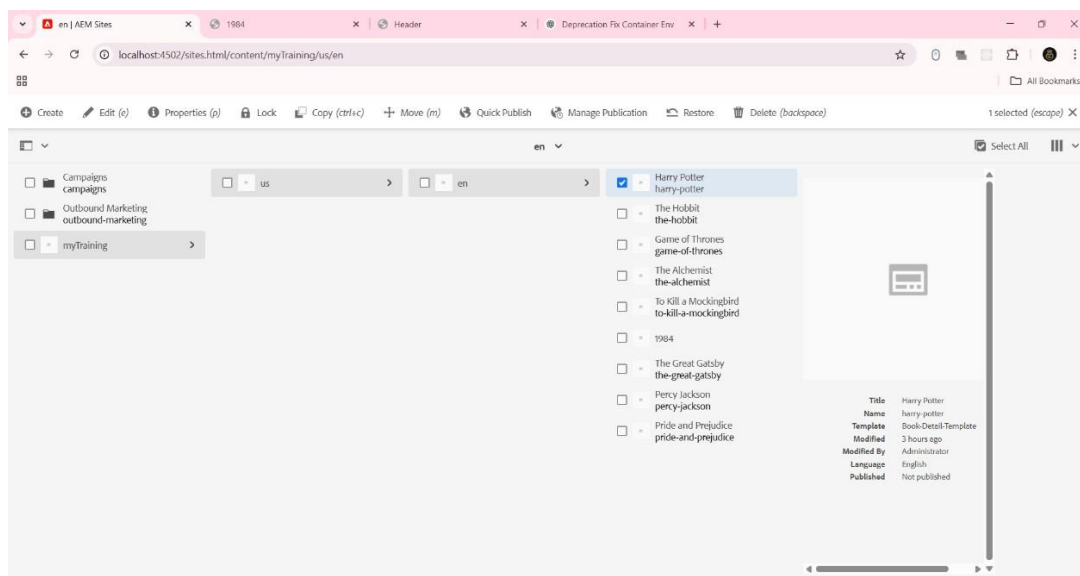 en | AEM Sites
1984
Header
Deprecation Fix Container Env
localhost:4502/sites.html/content/myTraining/us/en
All Bookmarks
Create Edit (e) Properties (p) Lock Copy (ctrl+c) Move (m) Quick Publish Manage Publication Restore Delete (backspace) 1 selected (escape)
en Select All
Campaigns
campaigns
Outbound Marketing
outbound-marketing
myTraining
us
en
Harry Potter
harry-potter
The Hobbit
the-hobbit
Game of Thrones
game-of-thrones
The Alchemist
the-alchemist
To Kill a Mockingbird
to-kill-a-mockingbird
1984
The Great Gatsby
the-great-gatsby
Percy Jackson
percy-jackson
Pride and Prejudice
pride-and-prejudice
Title Harry Potter
Name harry-potter
Template Book-Detail-Template
Modified 3 hours ago
Modified By Administrator
Language English
Published Not published